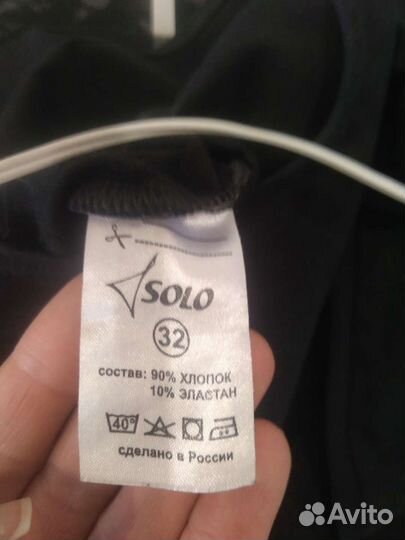 SOLO
32
состав: 90% ХЛОПОК
10% ЭЛАСТАН
40°
сделано в России
Avito